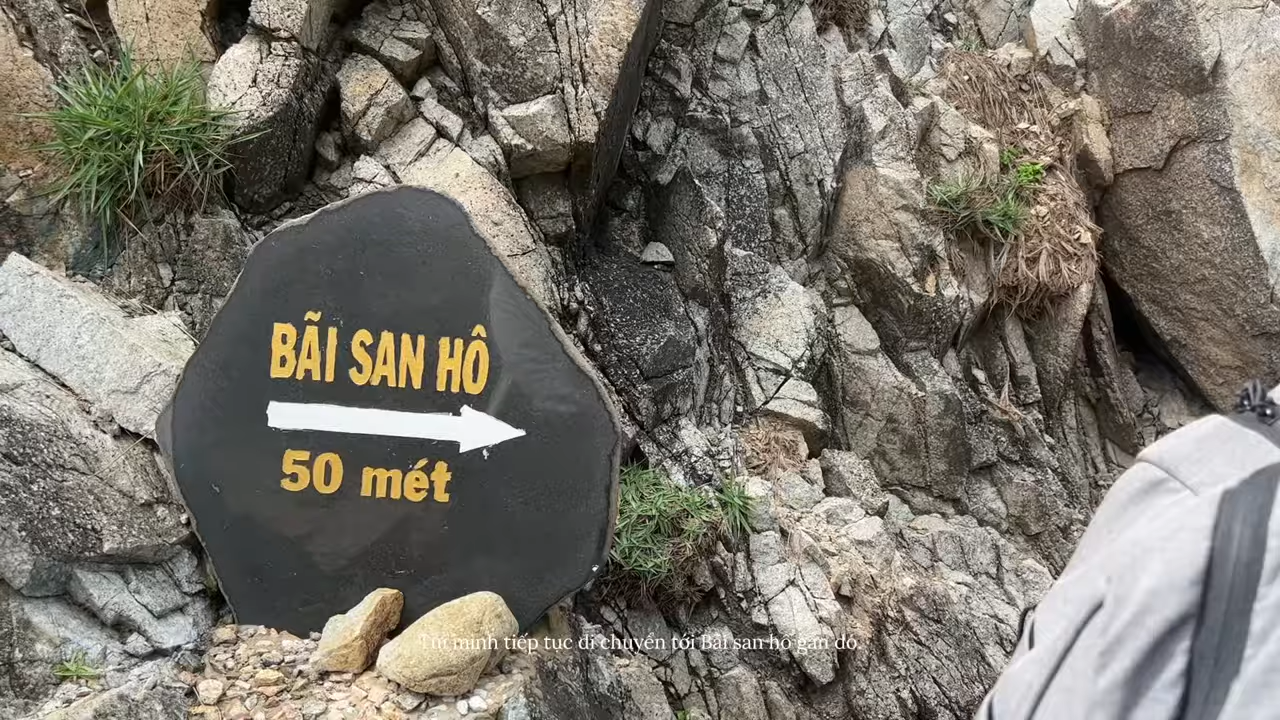 BÃI SAN HÔ
50 mét
Tụi mình tiếp tục di chuyển tới Bãi san hô gần đó.